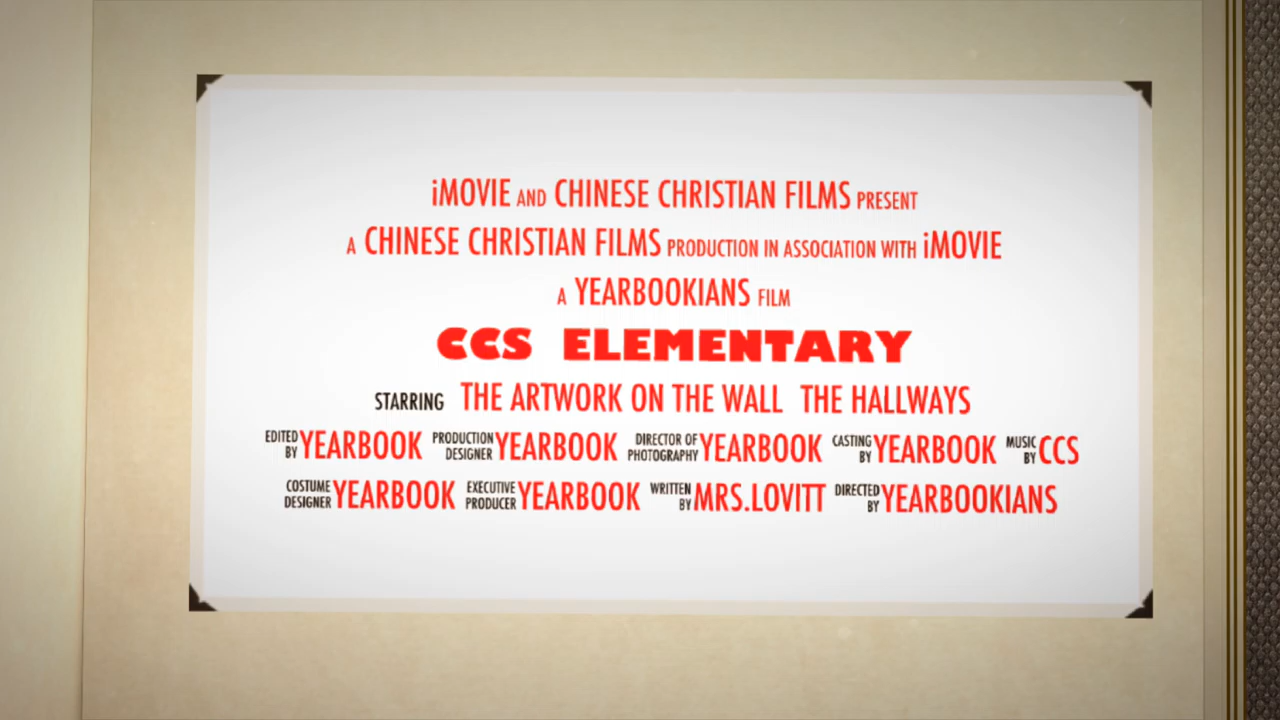 iMOVIE AND CHINESE CHRISTIAN FILMS PRESENT
A CHINESE CHRISTIAN FILMS PRODUCTION IN ASSOCIATION WITH iMOVIE
A YEARBOOKIANS FILM
CCS ELEMENTARY
STARRING THE ARTWORK ON THE WALL THE HALLWAYS
EDITED BY YEARBOOK PRODUCTION DESIGNER YEARBOOK DIRECTOR OF PHOTOGRAPHY YEARBOOK CASTING BY YEARBOOK MUSIC BY CCS
COSTUME DESIGNER YEARBOOK EXECUTIVE PRODUCER YEARBOOK WRITTEN BY MRS.LOVITT DIRECTED BY YEARBOOKIANS